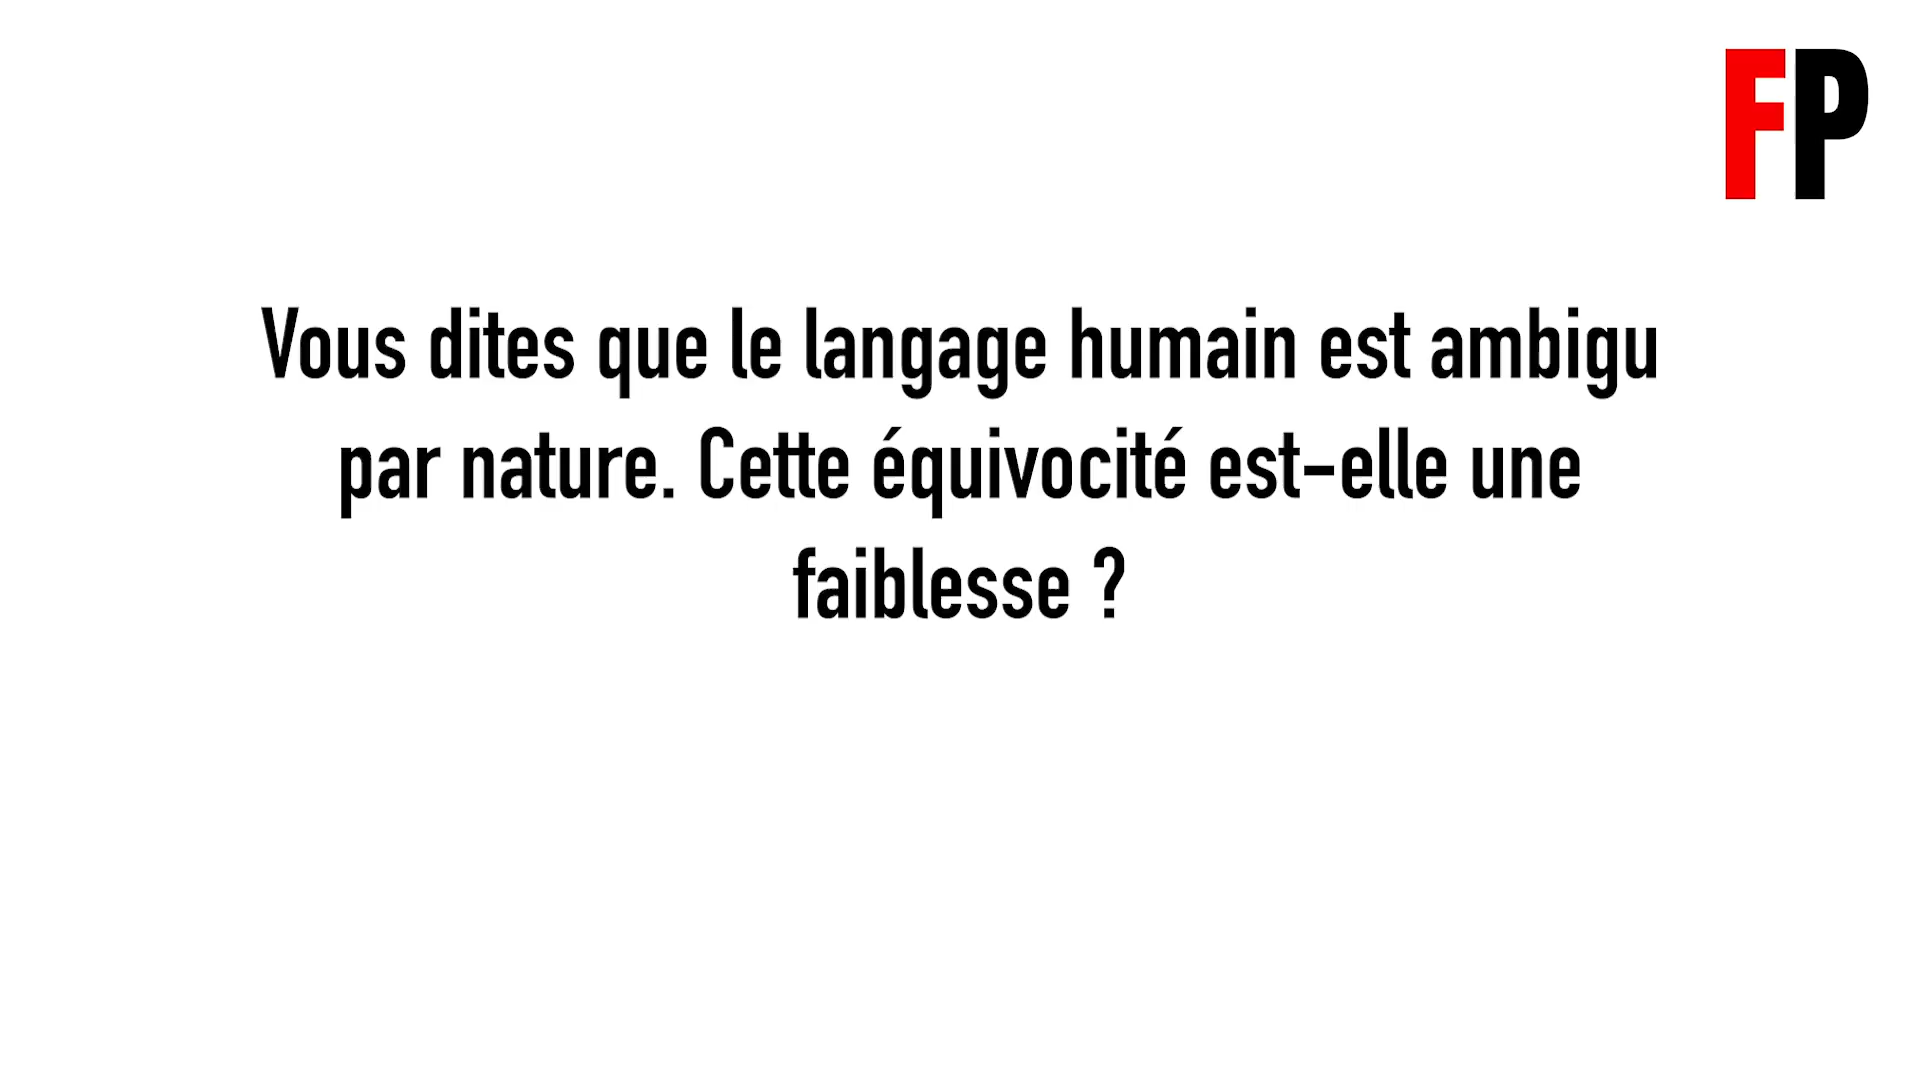 FP
Vous dites que le langage humain est ambigu
par nature. Cette équivocité est-elle une
faiblesse ?